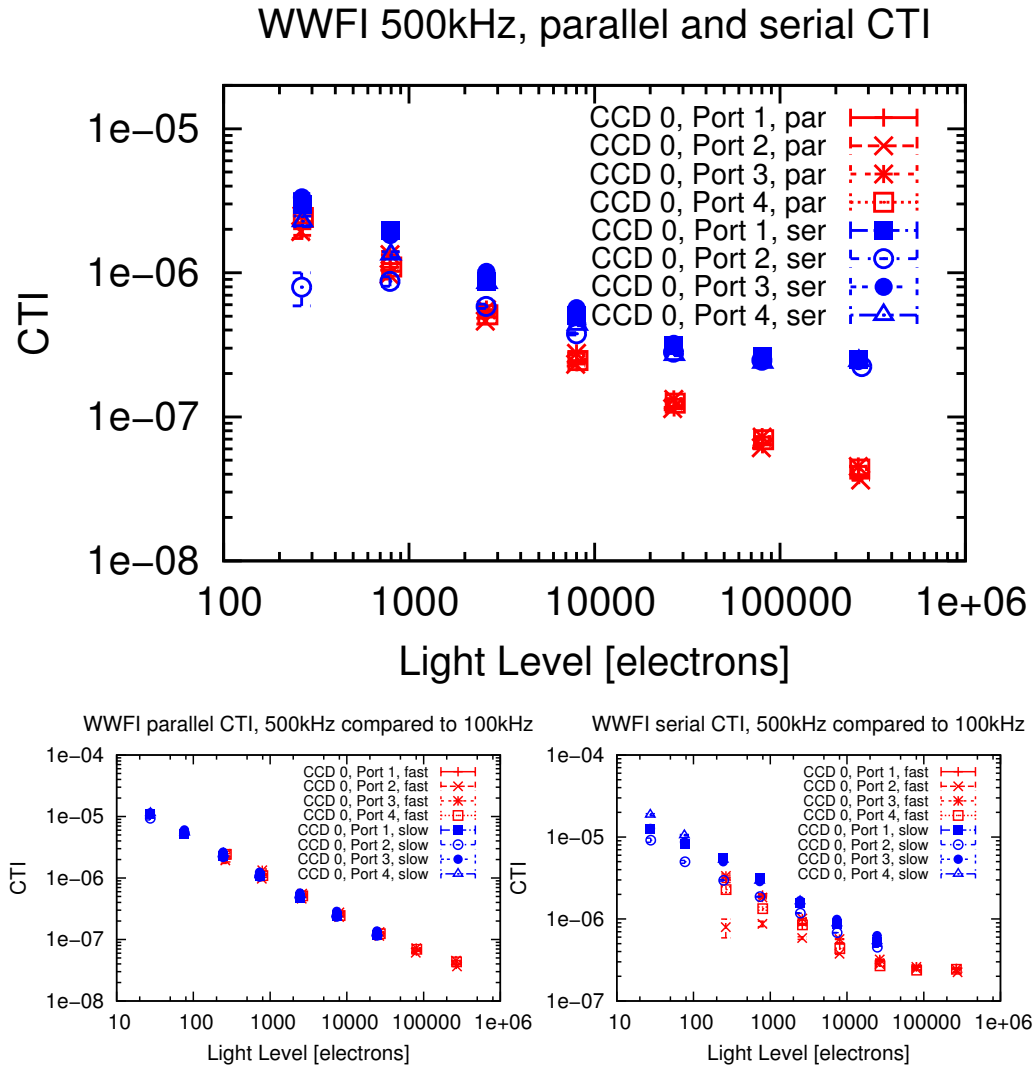 WWFI 500kHz, parallel and serial CTI
1e−05
1e−06
1e−07
1e−08
CTI
CCD 0, Port 1, par
CCD 0, Port 2, par
CCD 0, Port 3, par
CCD 0, Port 4, par
CCD 0, Port 1, ser
CCD 0, Port 2, ser
CCD 0, Port 3, ser
CCD 0, Port 4, ser
100 1000 10000 100000 1e+06
Light Level [electrons]
WWFI parallel CTI, 500kHz compared to 100kHz
1e−04
1e−05
1e−06
1e−07
1e−08
CTI
CCD 0, Port 1, fast
CCD 0, Port 2, fast
CCD 0, Port 3, fast
CCD 0, Port 4, fast
CCD 0, Port 1, slow
CCD 0, Port 2, slow
CCD 0, Port 3, slow
CCD 0, Port 4, slow
10 100 1000 10000 100000 1e+06
Light Level [electrons]
WWFI serial CTI, 500kHz compared to 100kHz
1e−04
1e−05
1e−06
1e−07
CTI
CCD 0, Port 1, fast
CCD 0, Port 2, fast
CCD 0, Port 3, fast
CCD 0, Port 4, fast
CCD 0, Port 1, slow
CCD 0, Port 2, slow
CCD 0, Port 3, slow
CCD 0, Port 4, slow
10 100 1000 10000 100000 1e+06
Light Level [electrons]